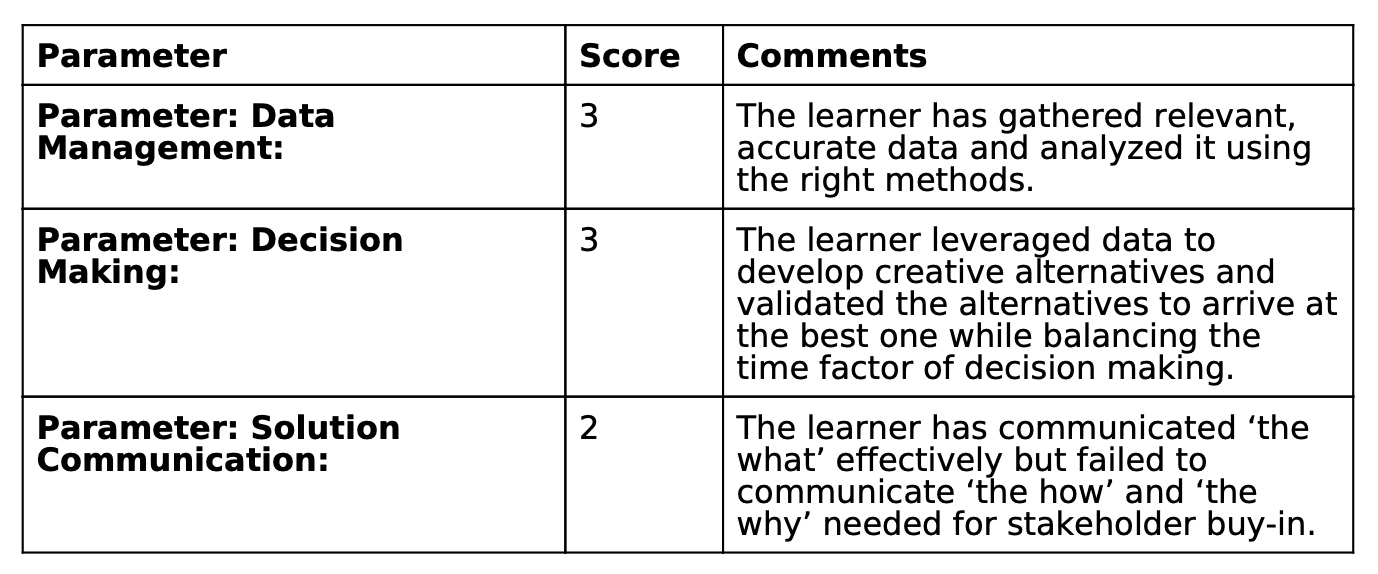 Parameter Score Comments
Parameter: Data
Management:
3
The learner has gathered relevant,
accurate data and analyzed it using
the right methods.
Parameter: Decision
Making:
3
The learner leveraged data to
develop creative alternatives and
validated the alternatives to arrive at
the best one while balancing the
time factor of decision making.
Parameter: Solution
Communication:
2
The learner has communicated ‘the
what’ effectively but failed to
communicate ‘the how’ and ‘the
why’ needed for stakeholder buy-in.